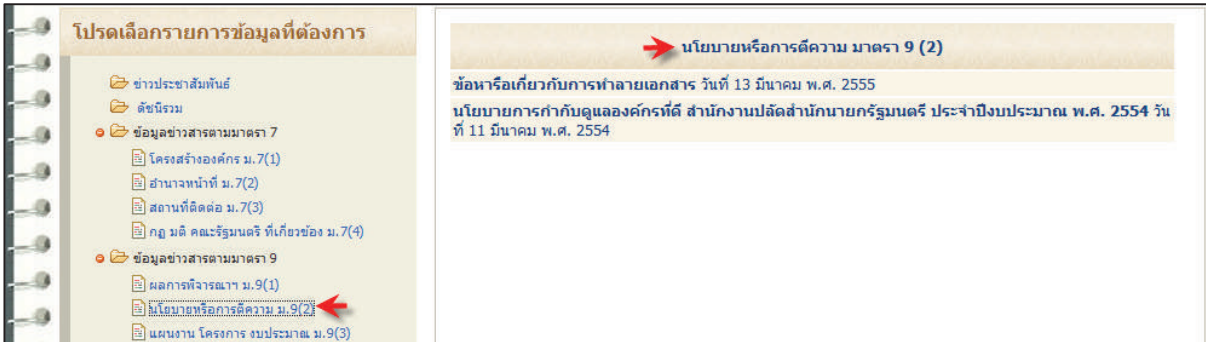 โปรดเลือกรายการข้อมูลที่ต้องการ
ข่าวประชาสัมพันธ์
ดัชนีรวม
ข้อมูลข่าวสารตามมาตรา 7
โครงสร้างองค์กร ม.7(1)
อำนาจหน้าที่ ม.7(2)
สถานที่ติดต่อ ม.7(3)
กฎ มติ คณะรัฐมนตรี ที่เกี่ยวข้อง ม.7(4)
ข้อมูลข่าวสารตามมาตรา 9
ผลการพิจารณาฯ ม.9(1)
นโยบายหรือการตีความ ม.9(2)
แผนงาน โครงการ งบประมาณ ม.9(3)
นโยบายหรือการตีความ มาตรา 9 (2)
ข้อหารือเกี่ยวกับการทำลายเอกสาร วันที่ 13 มีนาคม พ.ศ. 2555
นโยบายการกำกับดูแลองค์กรที่ดี สำนักงานปลัดสำนักนายกรัฐมนตรี ประจำปีงบประมาณ พ.ศ. 2554 วัน
ที่ 11 มีนาคม พ.ศ. 2554